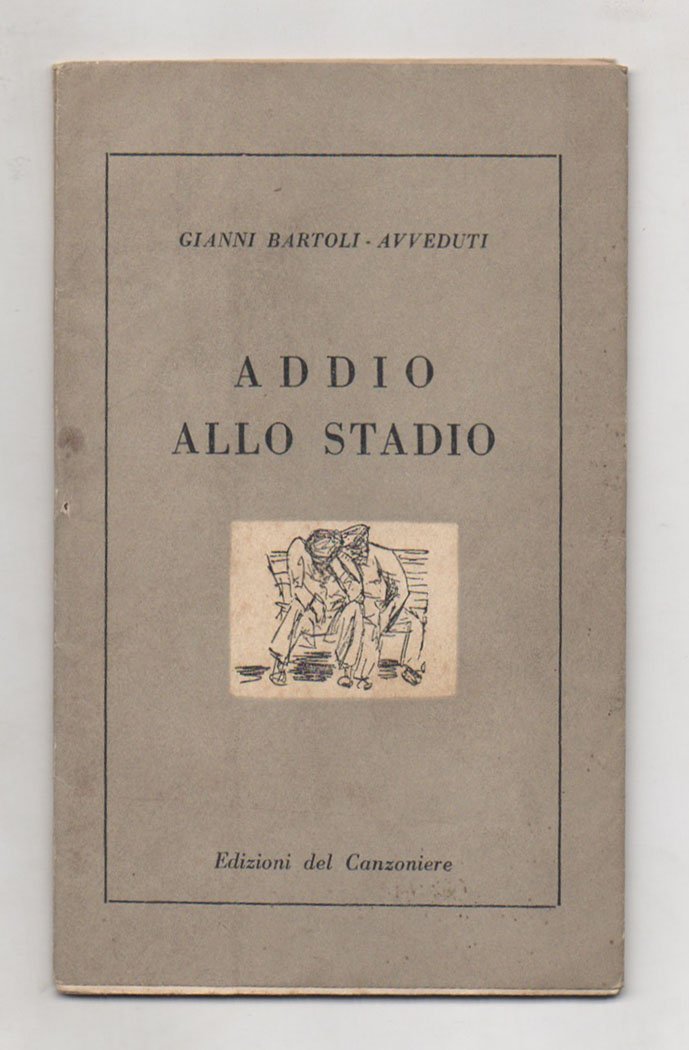 GIANNI BARTOLI - AVVEDUTI
ADDIO
ALLO STADIO
Edizioni del Canzoniere